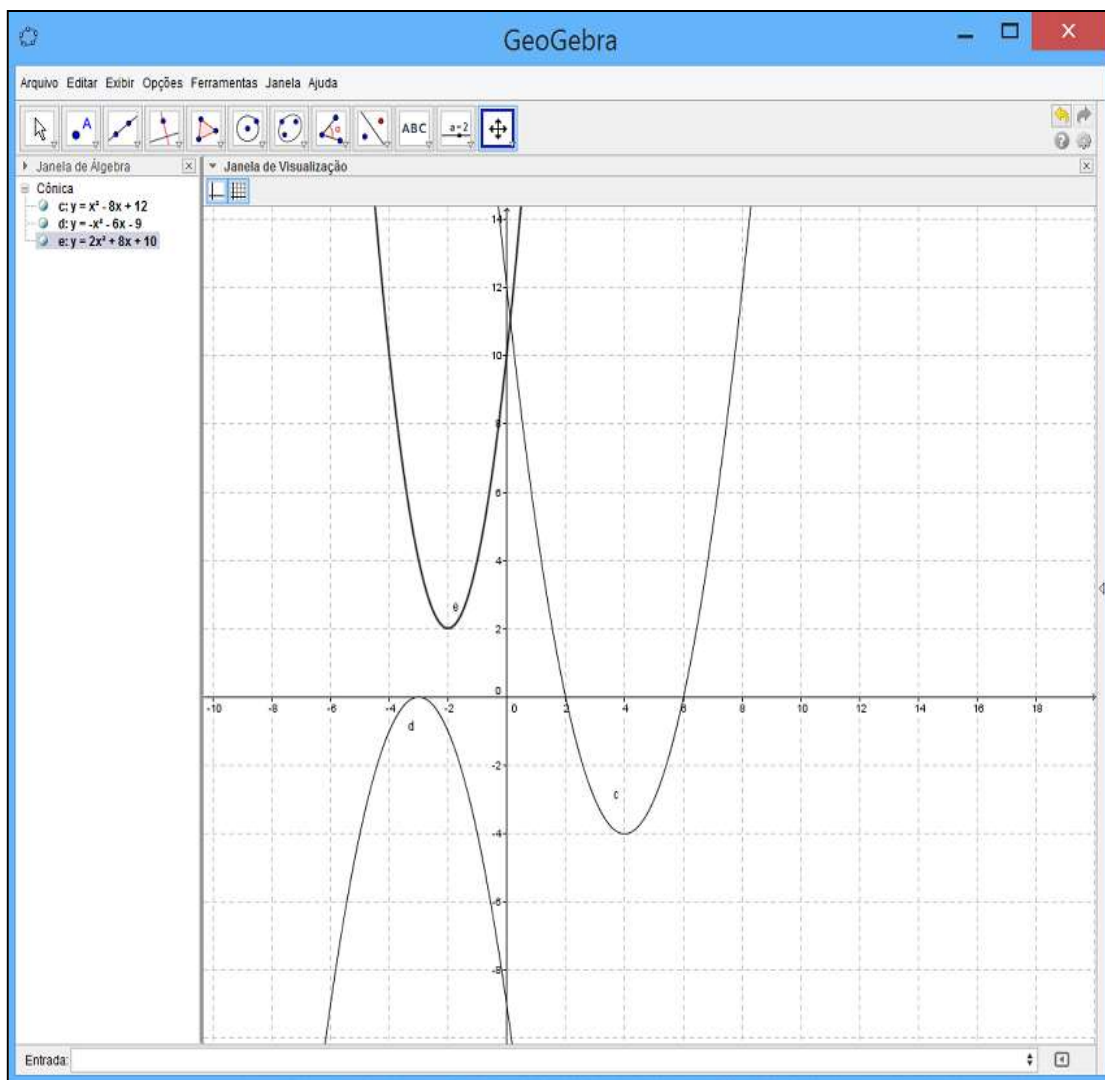 GeoGebra
Arquivo Editar Exibir Opções Ferramentas Janela Ajuda
A
α
ABC
a=2
Janela de Álgebra
Janela de Visualização
Cônica
c: y = x² - 8x + 12
d: y = -x² - 6x - 9
e: y = 2x² + 8x + 10
14
12
10
8
6
4
e
2
0
-10 -8 -6 -4 -2 0 2 4 6 8 10 12 14 16 18
d
-2
c
-4
-6
-8
Entrada: